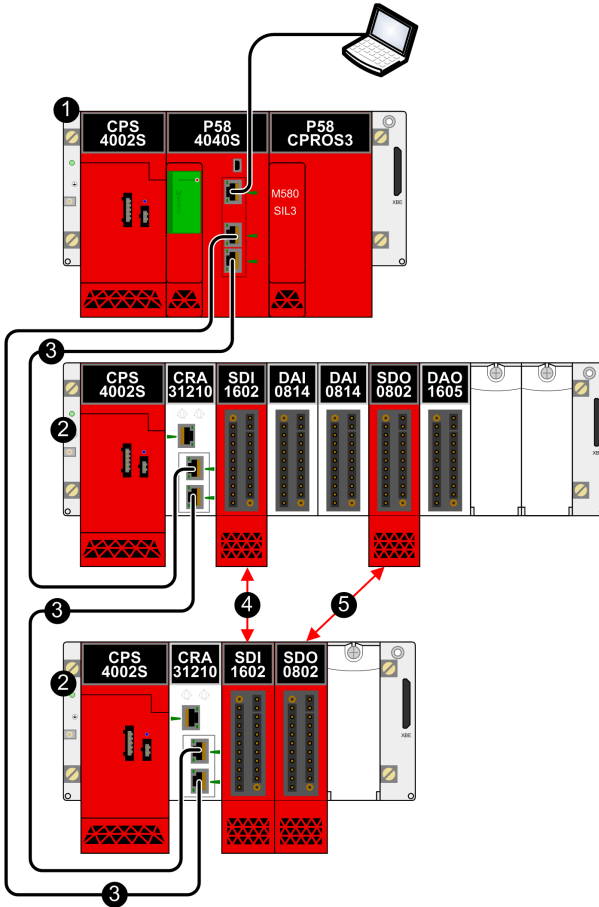 1
CPS
4002S
P58
4040S
P58
CPROS3
M580
SIL3
XBE
3
CPS
4002S
CRA
31210
SDI
1602
DAI
0814
DAI
0814
SDO
0802
DAO
1605
2
XBE
3
4
5
CPS
4002S
CRA
31210
SDI
1602
SDO
0802
2
XBE
3